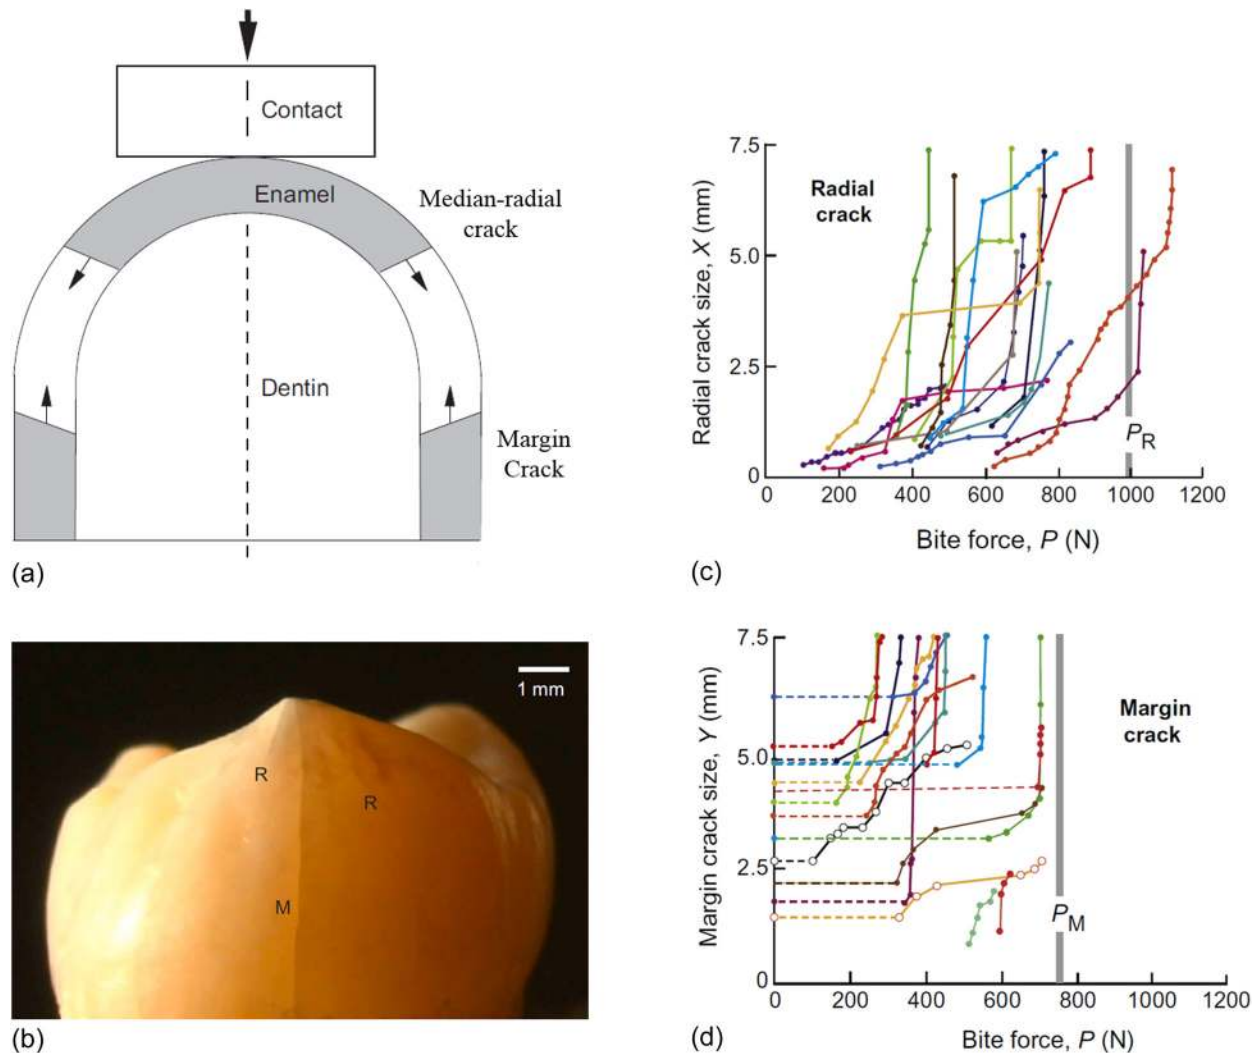 Contact
Enamel
Median-radial
crack
Dentin
Margin
Crack
(a)
1 mm
R
R
M
(b)
7.5
5.0
2.5
0
Radial crack size, X (mm)
Radial
crack
PR
0 200 400 600 800 1000 1200
Bite force, P (N)
(c)
7.5
5.0
2.5
0
Margin crack size, Y (mm)
Margin
crack
PM
0 200 400 600 800 1000 1200
Bite force, P (N)
(d)